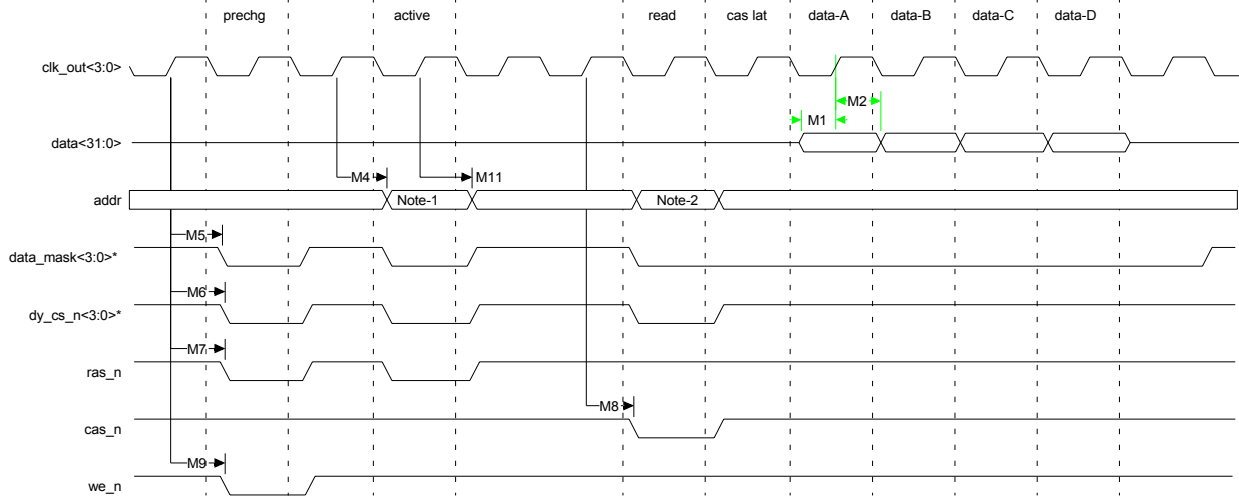 prechg active read cas lat data-A data-B data-C data-D
clk_out<3:0>
M2
M1
data<31:0>
M4 M11
addr Note-1 Note-2
M5
data_mask<3:0>*
M6
dy_cs_n<3:0>*
M7
ras_n
M8
cas_n
M9
we_n